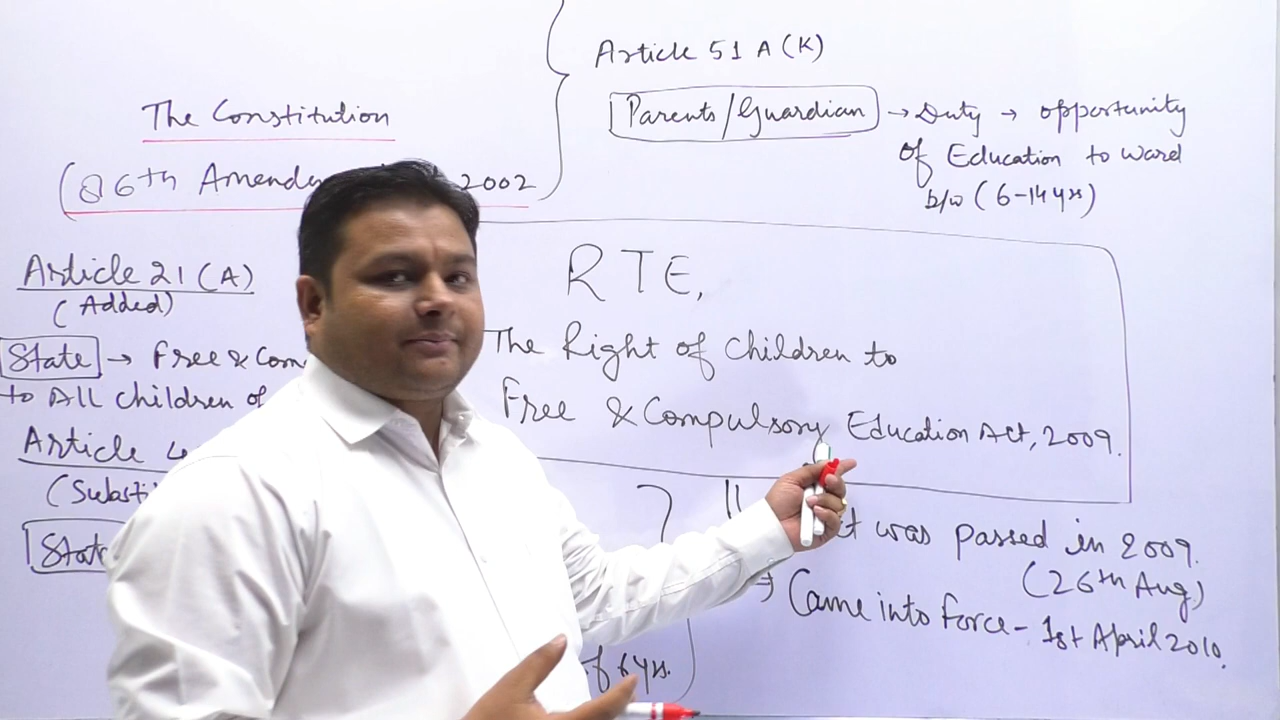 The Constitution
(86th Amend 2002
Article 21(A)
(Added)
State → Free & Com
to All children of
Article 4
(Substi
State
of 6yrs.
Article 51 A (K)
Parents/Guardian → Duty → opportunity
of Education to ward
b/w (6-14yrs)
RTE,
The Right of children to
Free & Compulsory Education Act, 2009.
it was passed in 2009.
(26th Aug)
→ Came into force - 1st April 2010.